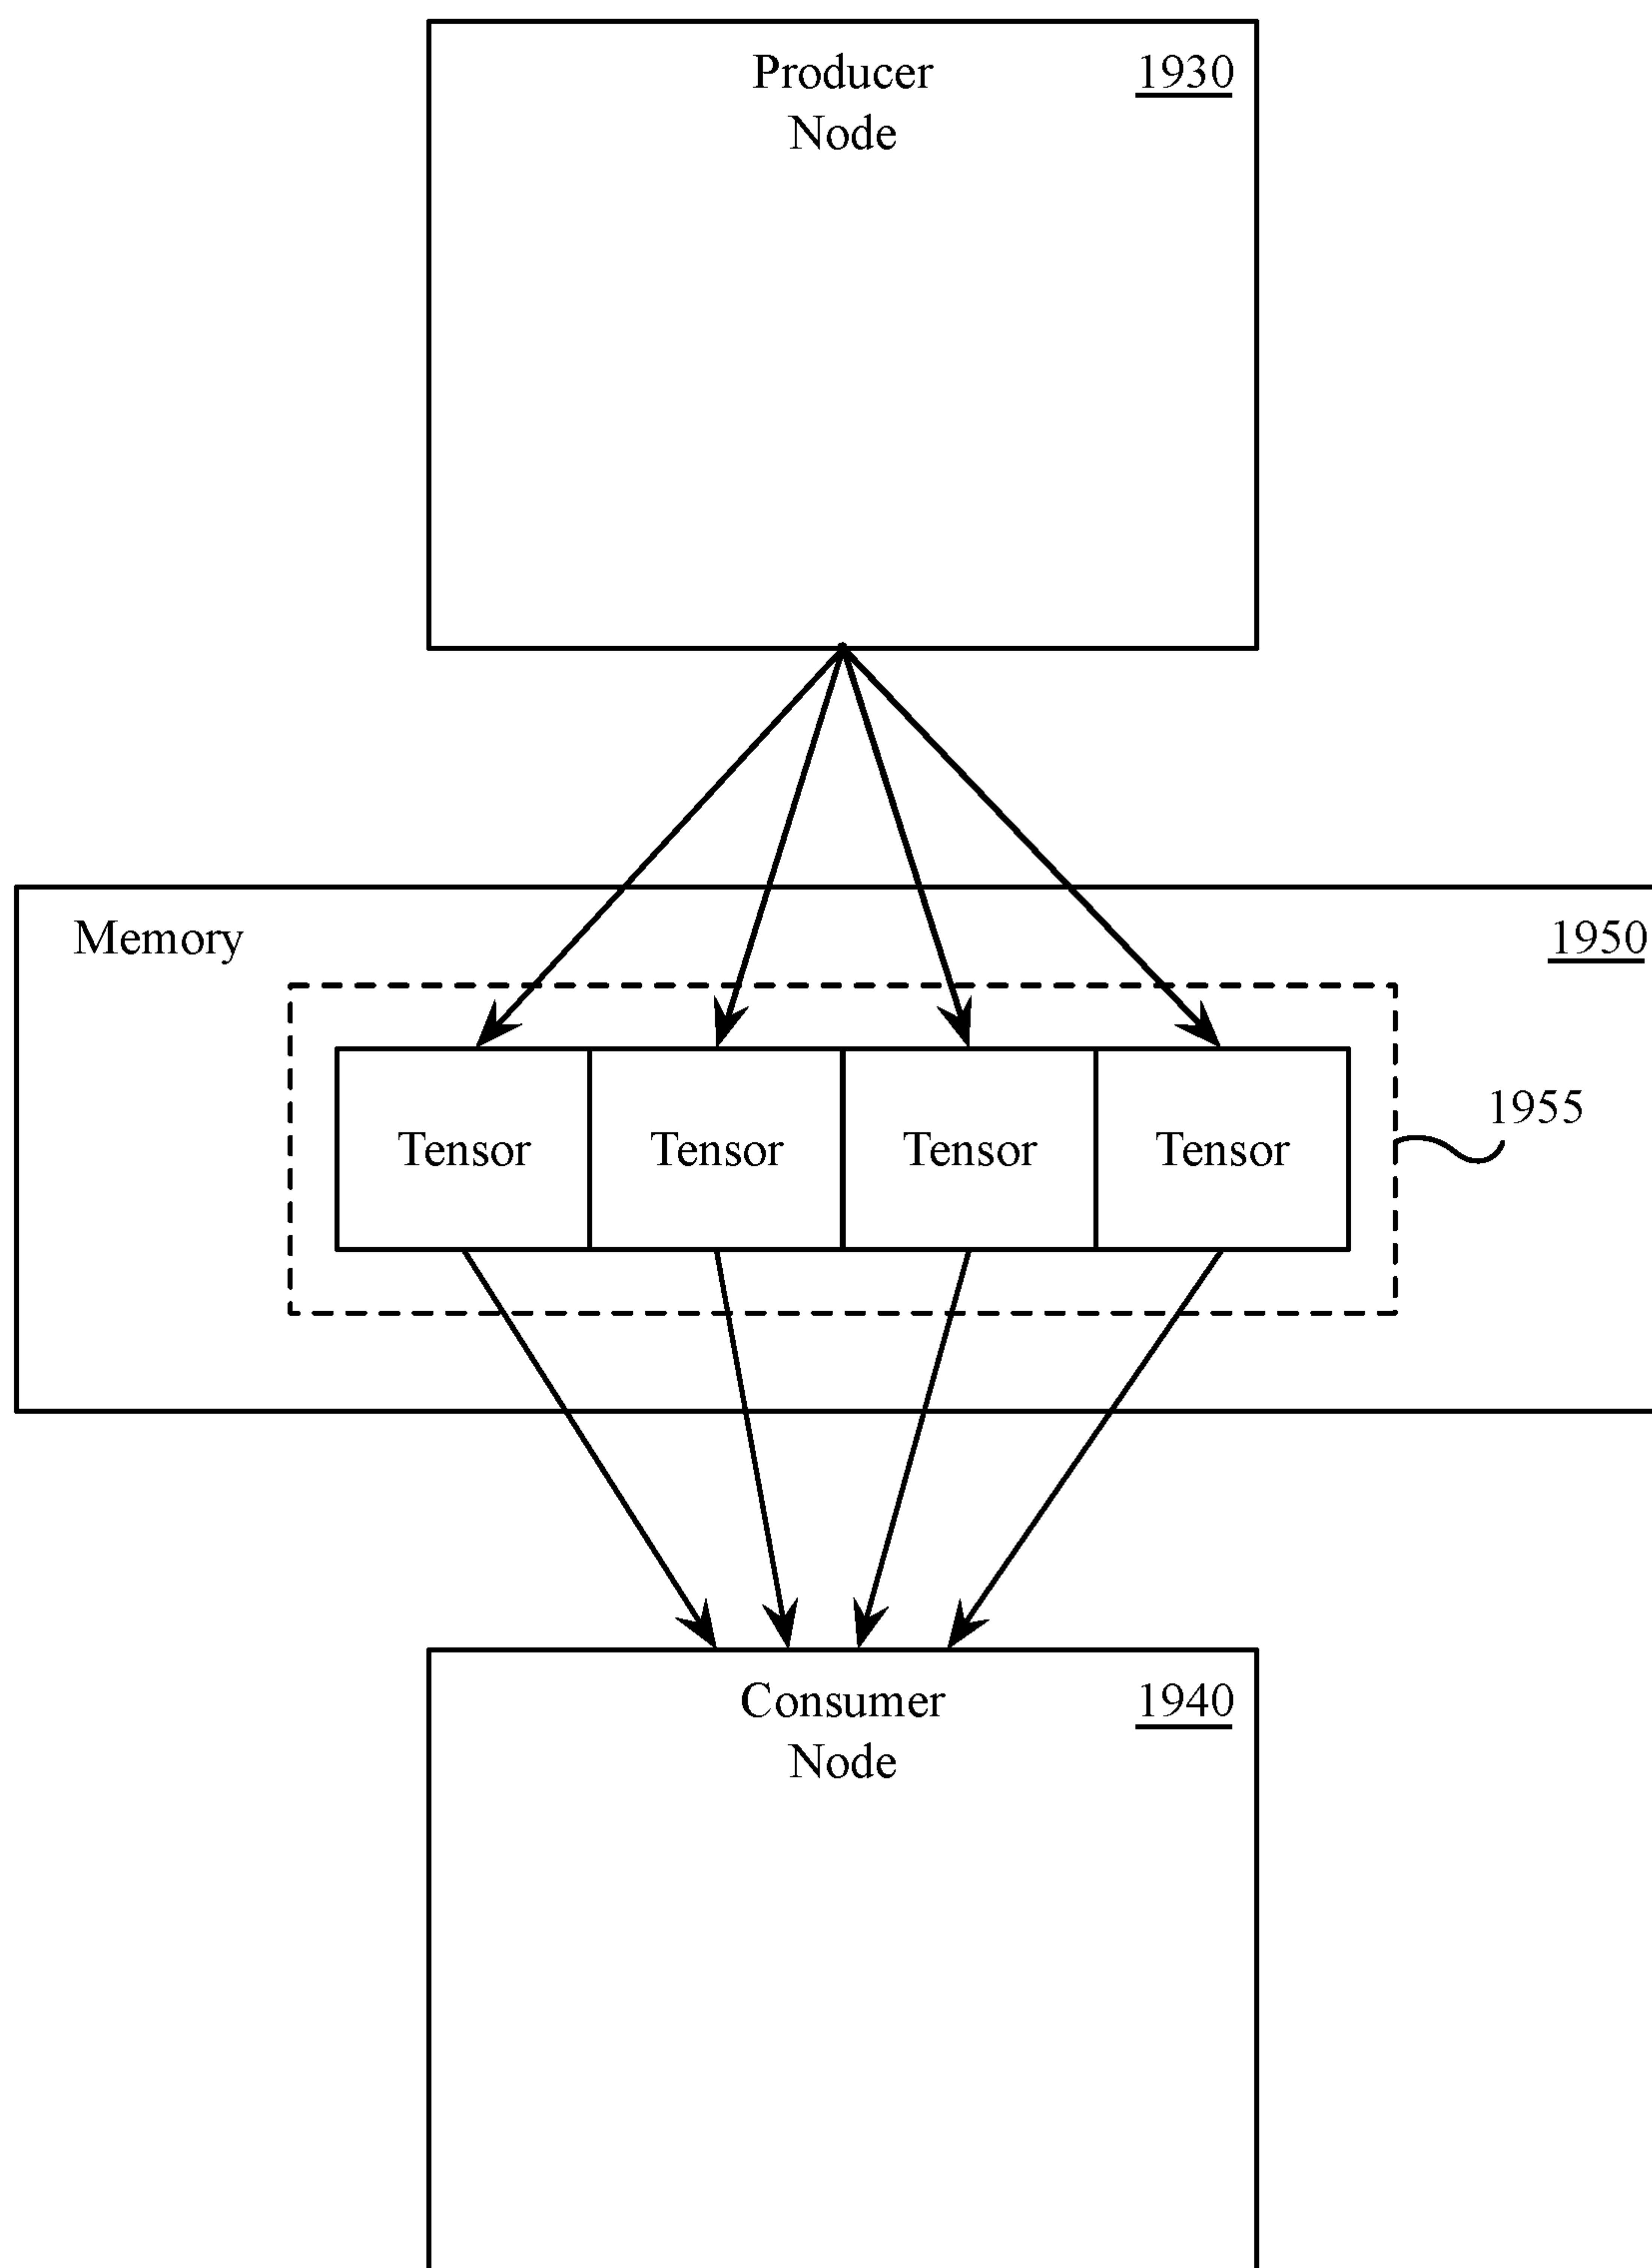 Producer
Node
1930
Memory
1950
Tensor
Tensor
Tensor
Tensor
1955
Consumer
Node
1940